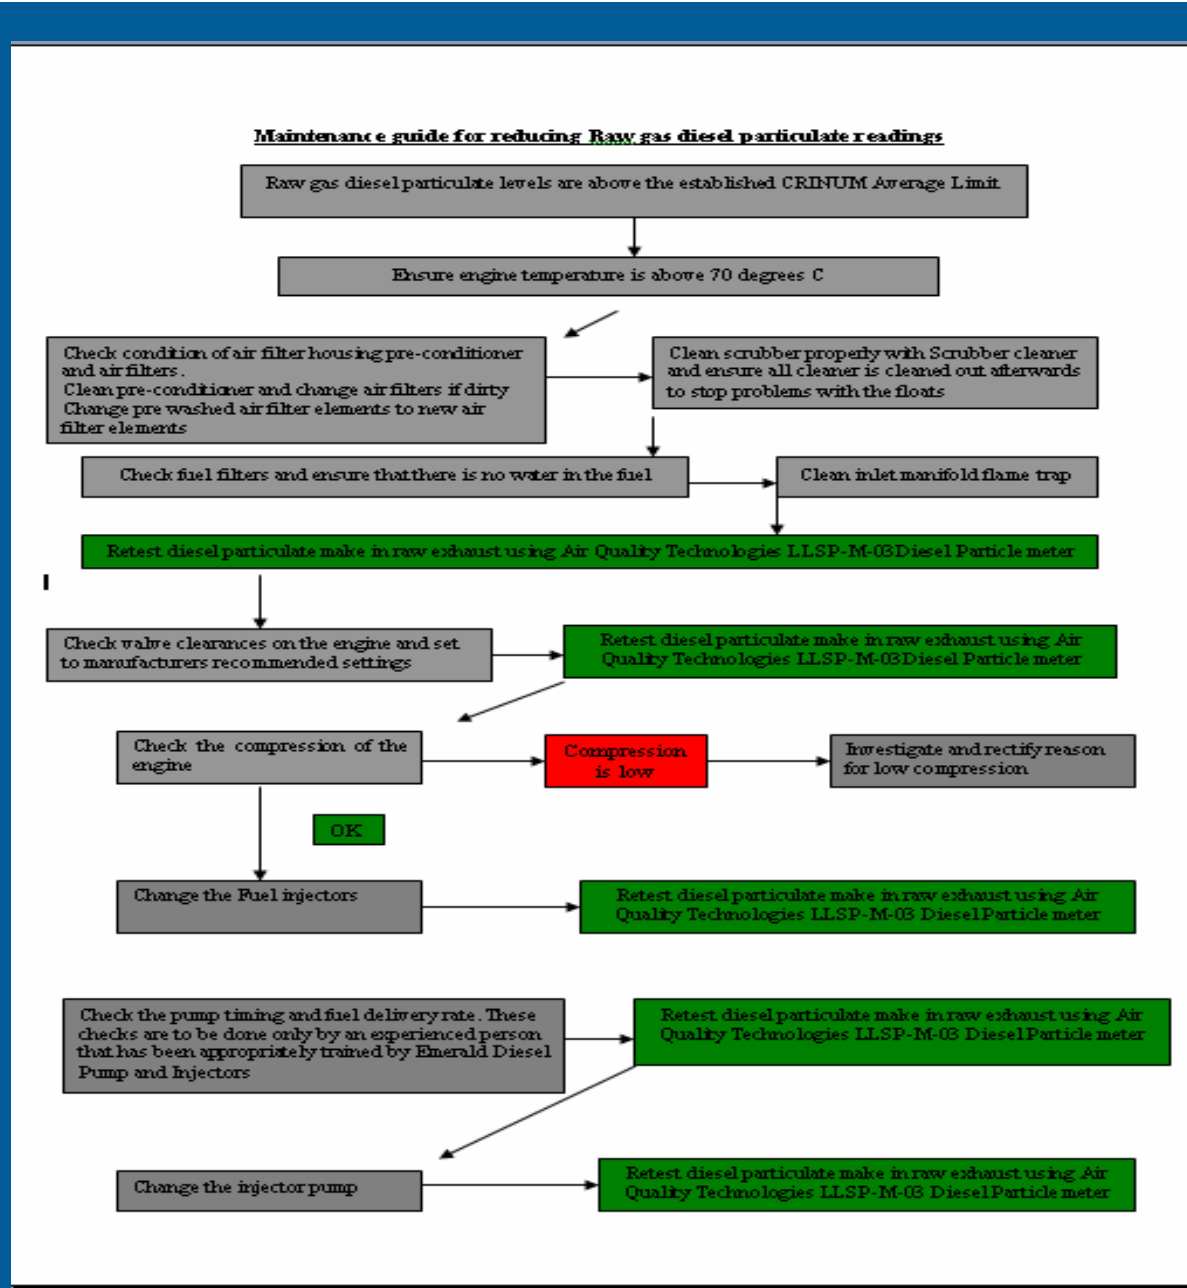 Maintenance guide for reducing Raw gas diesel particulate readings
Raw gas diesel particulate levels are above the established CRINUM Average Limit
Ensure engine temperature is above 70 degrees C
Check condition of air filter housing pre-conditioner
and air filters.
Clean pre-conditioner and change air filters if dirty
Change pre washed air filter elements to new air
filter elements
Clean scrubber properly with Scrubber cleaner
and ensure all cleaner is cleaned out afterwards
to stop problems with the floats
Check fuel filters and ensure that there is no water in the fuel
Clean inlet manifold flame trap
Retest diesel particulate make in raw exhaust using Air Quality Technologies LLSP-M-03 Diesel Particle meter
Check valve clearances on the engine and set
to manufacturers recommended settings
Retest diesel particulate make in raw exhaust using Air
Quality Technologies LLSP-M-03 Diesel Particle meter
Check the compression of the
engine
Compression
is low
Investigate and rectify reason
for low compression
OK
Change the Fuel injectors
Retest diesel particulate make in raw exhaust using Air
Quality Technologies LLSP-M-03 Diesel Particle meter
Check the pump timing and fuel delivery rate. These
checks are to be done only by an experienced person
that has been appropriately trained by Emerald Diesel
Pump and Injectors
Retest diesel particulate make in raw exhaust using Air
Quality Technologies LLSP-M-03 Diesel Particle meter
Change the injector pump
Retest diesel particulate make in raw exhaust using Air
Quality Technologies LLSP-M-03 Diesel Particle meter